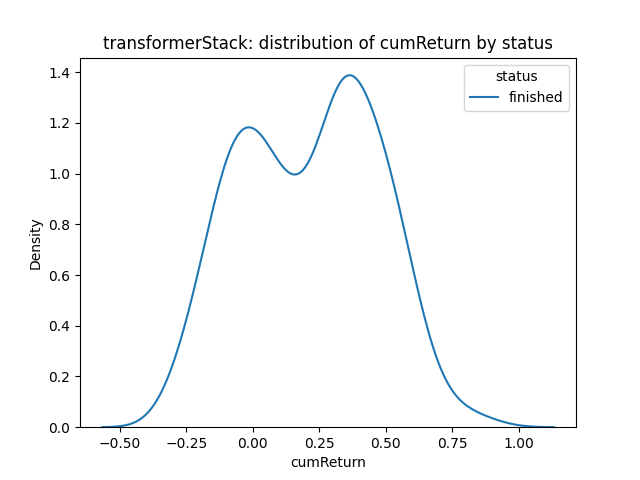 transformerStack: distribution of cumReturn by status
status
finished
Density
1.4
1.2
1.0
0.8
0.6
0.4
0.2
0.0
−0.50 −0.25 0.00 0.25 0.50 0.75 1.00
cumReturn